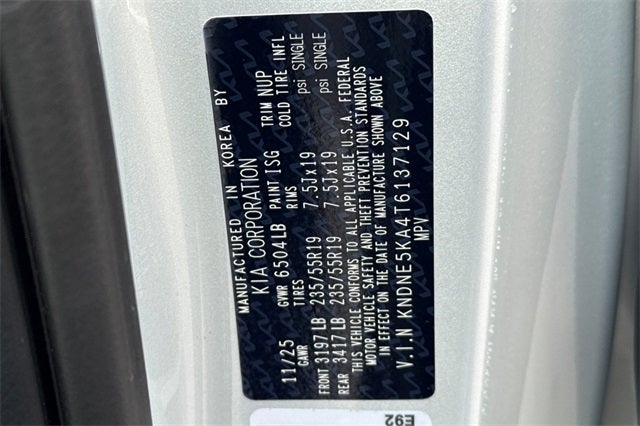 MANUFACTURED IN KOREA BY
KIA CORPORATION
11/25 GVWR 6504LB PAINT ISG TRIM NUP
GAWR TIRES RIMS COLD TIRE INFL
FRONT 3197LB 235/55R19 7.5Jx19 psi SINGLE
REAR 3417LB 235/55R19 7.5Jx19 psi SINGLE
THIS VEHICLE CONFORMS TO ALL APPLICABLE U.S.A. FEDERAL
MOTOR VEHICLE SAFETY AND THEFT PREVENTION STANDARDS
IN EFFECT ON THE DATE OF MANUFACTURE SHOWN ABOVE
V.I.N KNDNE5KA4T6137129
MPV
E92